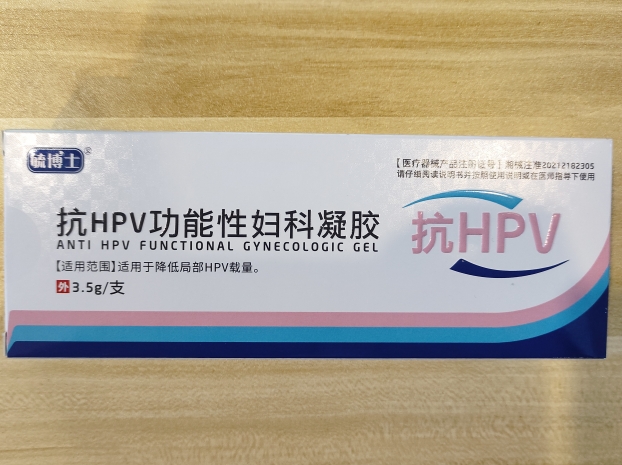 毓博士®
【医疗器械产品注册证号】湘械注准20212182305
请仔细阅读说明书并按照使用说明或在医师指导下使用
抗HPV功能性妇科凝胶
ANTI HPV FUNCTIONAL GYNECOLOGIC GEL
抗HPV
【适用范围】适用于降低局部HPV载量。
外 3.5g/支